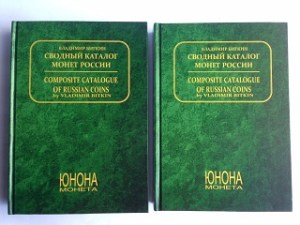 ВЛАДИМИР БИТКИН
СВОДНЫЙ КАТАЛОГ
МОНЕТ РОССИИ
COMPOSITE CATALOGUE
OF RUSSIAN COINS
by VLADIMIR BITKIN
ЮНОНА
МОНЕТА
ВЛАДИМИР БИТКИН
СВОДНЫЙ КАТАЛОГ
МОНЕТ РОССИИ
COMPOSITE CATALOGUE
OF RUSSIAN COINS
by VLADIMIR BITKIN
ЮНОНА
МОНЕТА